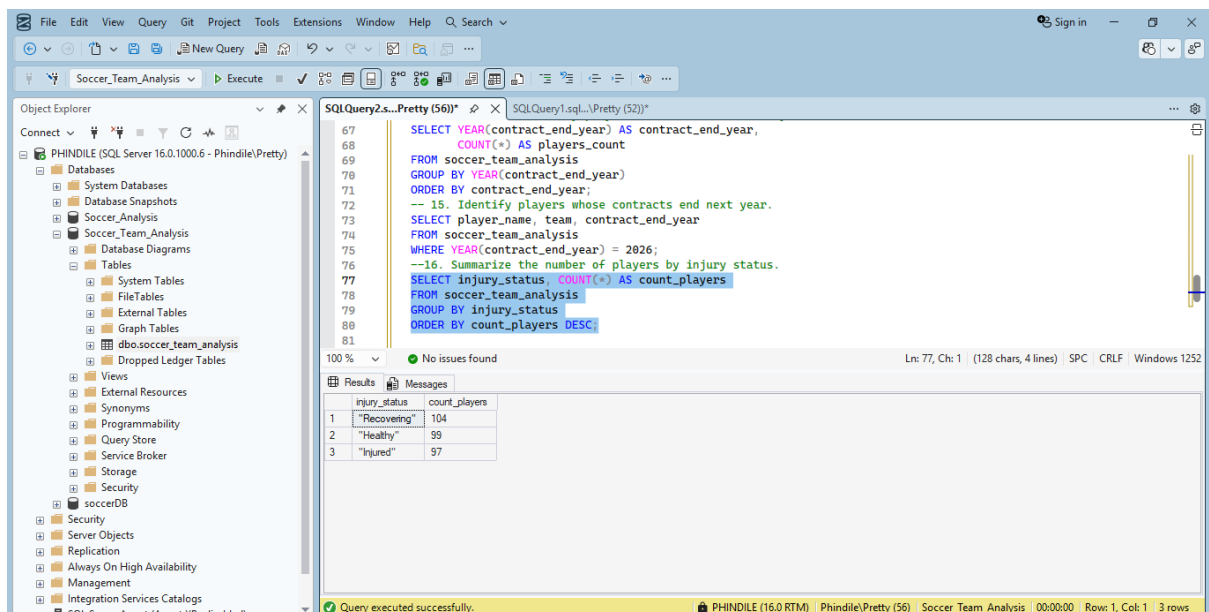 File Edit View Query Git Project Tools Extensions Window Help Search Sign in
New Query
Soccer_Team_Analysis Execute
Object Explorer
Connect
PHINDILE (SQL Server 16.0.1000.6 - Phindile\Pretty)
Databases
System Databases
Database Snapshots
Soccer_Analysis
Soccer_Team_Analysis
Database Diagrams
Tables
System Tables
FileTables
External Tables
Graph Tables
dbo.soccer_team_analysis
Dropped Ledger Tables
Views
External Resources
Synonyms
Programmability
Query Store
Service Broker
Storage
Security
soccerDB
Security
Server Objects
Replication
Always On High Availability
Management
Integration Services Catalogs
SQLQuery2.s...Pretty (56))* SQLQuery1.sql...\Pretty (52))*
67 SELECT YEAR(contract_end_year) AS contract_end_year,
68 COUNT(*) AS players_count
69 FROM soccer_team_analysis
70 GROUP BY YEAR(contract_end_year)
71 ORDER BY contract_end_year;
72 -- 15. Identify players whose contracts end next year.
73 SELECT player_name, team, contract_end_year
74 FROM soccer_team_analysis
75 WHERE YEAR(contract_end_year) = 2026;
76 --16. Summarize the number of players by injury status.
77 SELECT injury_status, COUNT(*) AS count_players
78 FROM soccer_team_analysis
79 GROUP BY injury_status
80 ORDER BY count_players DESC;
81
100 % No issues found Ln: 77, Ch: 1 (128 chars, 4 lines) SPC CRLF Windows 1252
Results Messages
injury_status count_players
1 "Recovering" 104
2 "Healthy" 99
3 "Injured" 97
Query executed successfully. PHINDILE (16.0 RTM) Phindile\Pretty (56) Soccer_Team_Analysis 00:00:00 Row: 1, Col: 1 3 rows